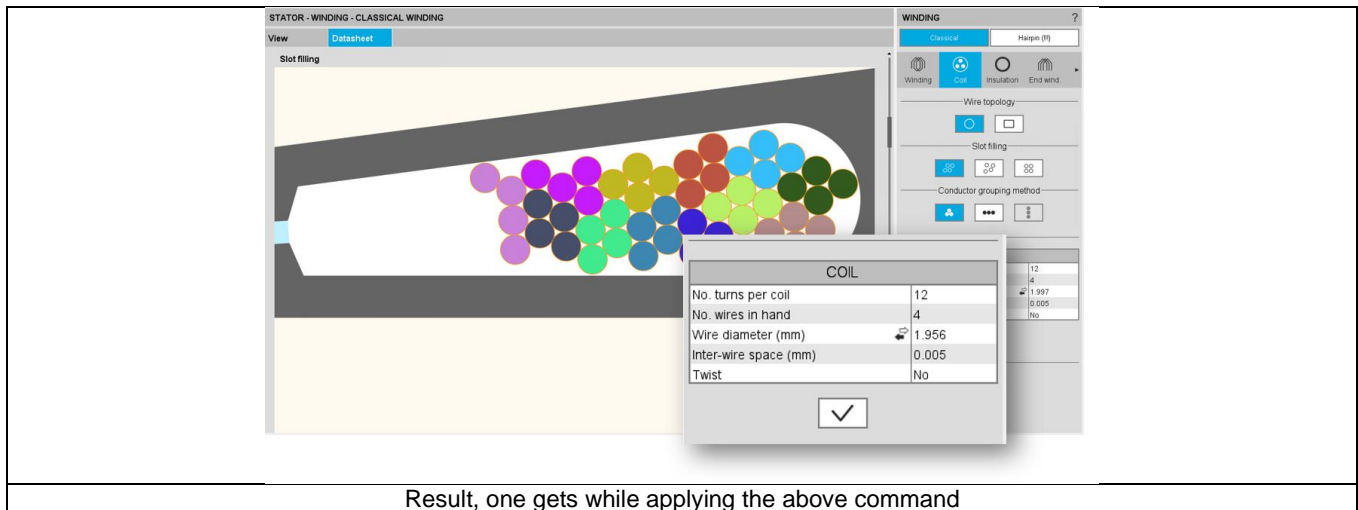 STATOR - WINDING - CLASSICAL WINDING
View Datasheet
Slot filling
WINDING ?
Classical Hairpin (!!!)
Winding Coil Insulation End wind.
Wire topology
Slot filling
Conductor grouping method
12
4
1.997
0.005
No
COIL
No. turns per coil 12
No. wires in hand 4
Wire diameter (mm) 1.956
Inter-wire space (mm) 0.005
Twist No
Result, one gets while applying the above command